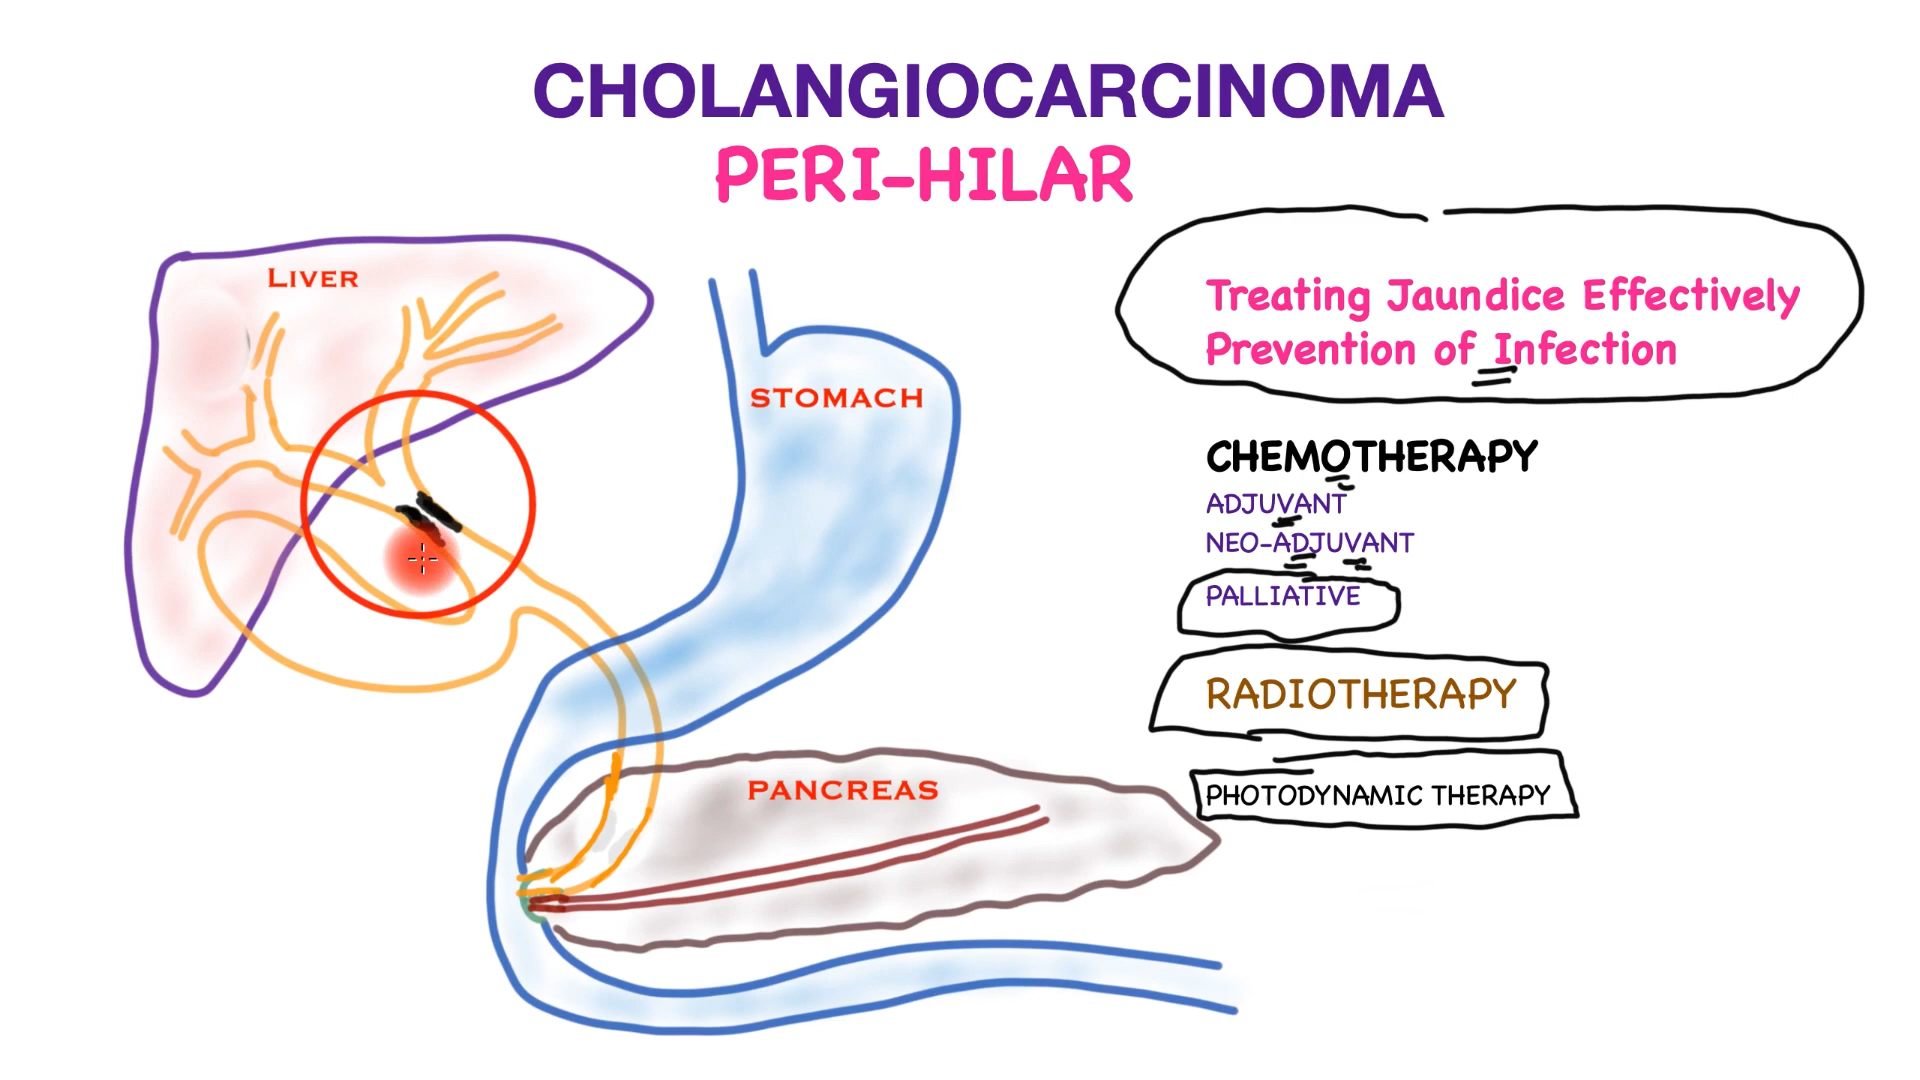 CHOLANGIOCARCINOMA
PERI-HILAR
LIVER
STOMACH
PANCREAS
Treating Jaundice Effectively
Prevention of Infection
CHEMOTHERAPY
ADJUVANT
NEO-ADJUVANT
PALLIATIVE
RADIOTHERAPY
PHOTODYNAMIC THERAPY